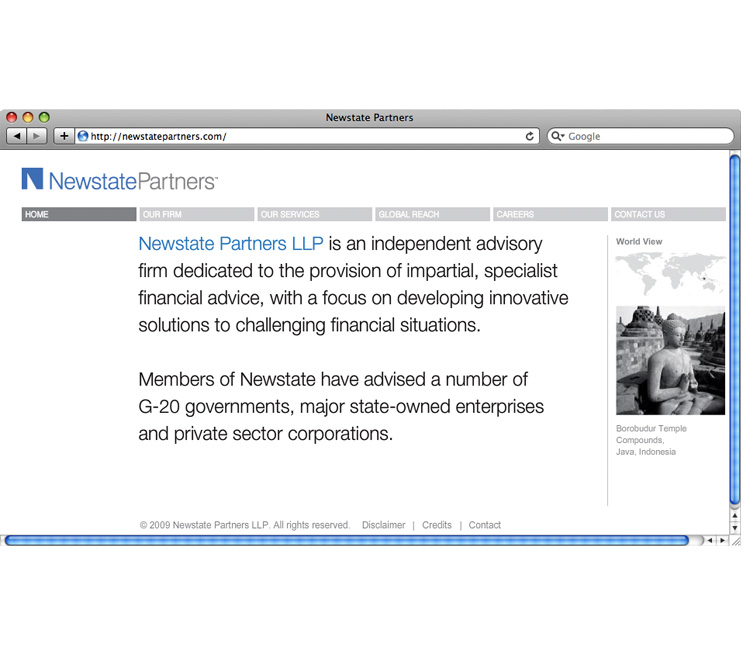 Newstate Partners
http://newstatepartners.com/
Google
NewstatePartners™
HOME
OUR FIRM
OUR SERVICES
GLOBAL REACH
CAREERS
CONTACT US
Newstate Partners LLP is an independent advisory
firm dedicated to the provision of impartial, specialist
financial advice, with a focus on developing innovative
solutions to challenging financial situations.
Members of Newstate have advised a number of
G-20 governments, major state-owned enterprises
and private sector corporations.
World View
Borobudur Temple
Compounds,
Java, Indonesia
© 2009 Newstate Partners LLP. All rights reserved. Disclaimer | Credits | Contact